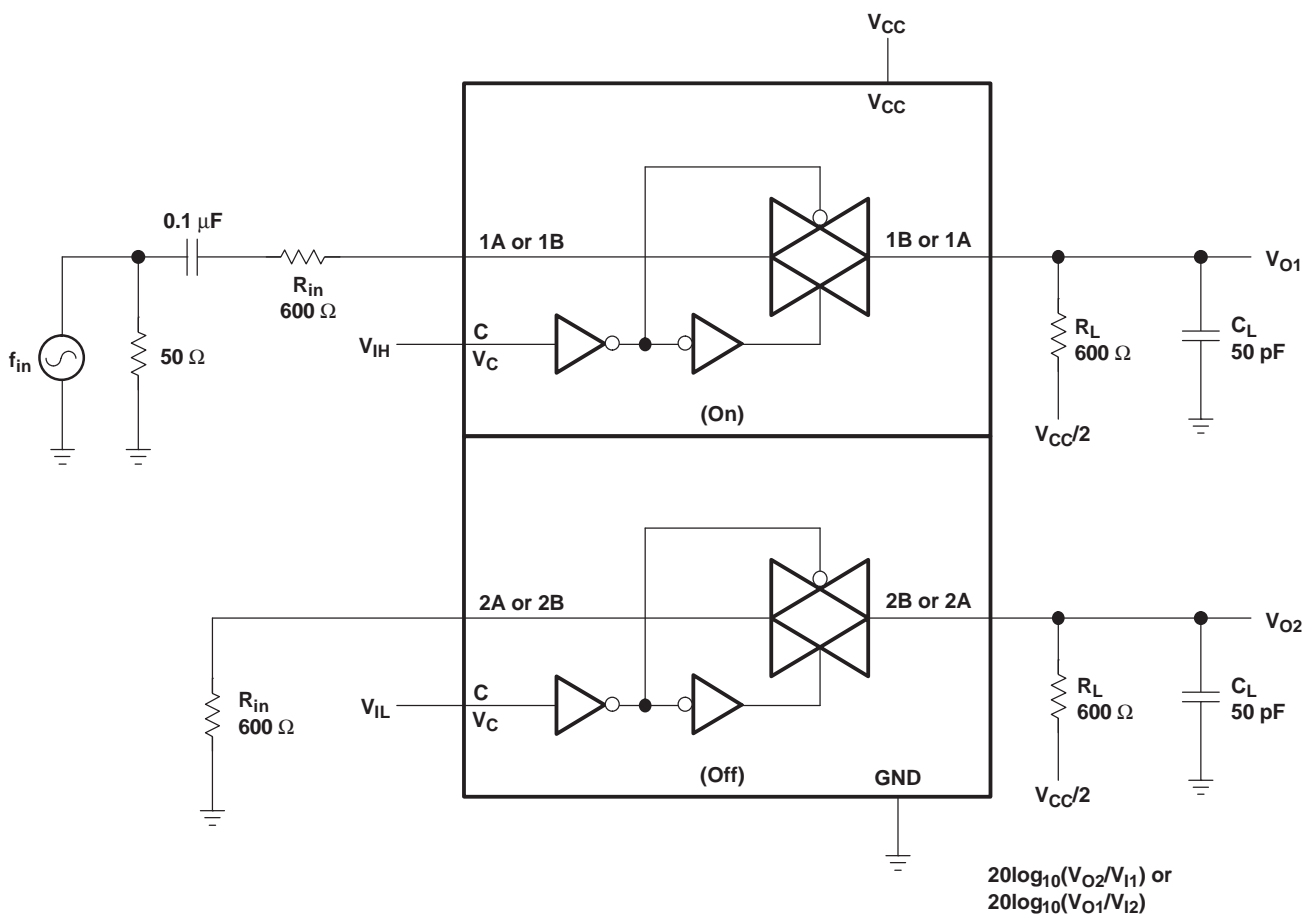 VCC
VCC
0.1 μF
1A or 1B
1B or 1A
VO1
Rin
600 Ω
fin
50 Ω
VIH
C
VC
RL
600 Ω
CL
50 pF
(On)
VCC/2
2A or 2B
2B or 2A
VO2
Rin
600 Ω
VIL
C
VC
RL
600 Ω
CL
50 pF
(Off)
GND
VCC/2
20log10(VO2/VI1) or
20log10(VO1/VI2)